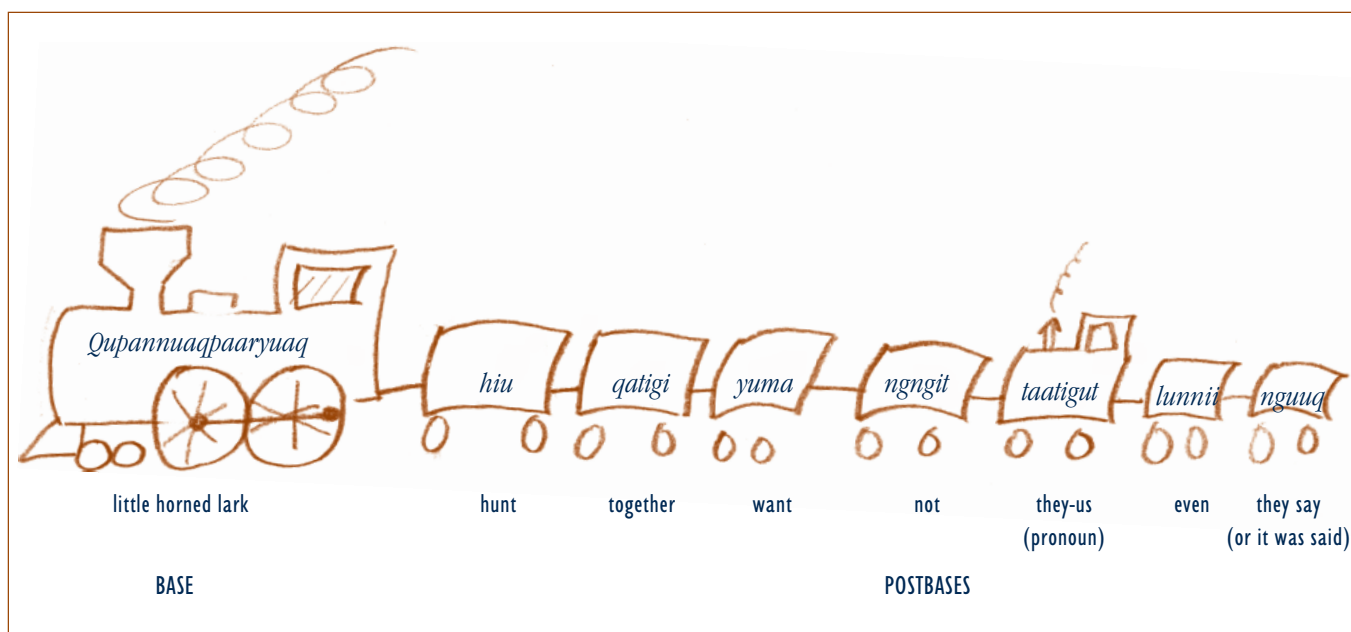 Qupannuaqpaaryuaq hiu qatigi yuma ngngit taatigut lunnii nguuq
little horned lark hunt together want not they-us even they say
(pronoun) (or it was said)
BASE POSTBASES